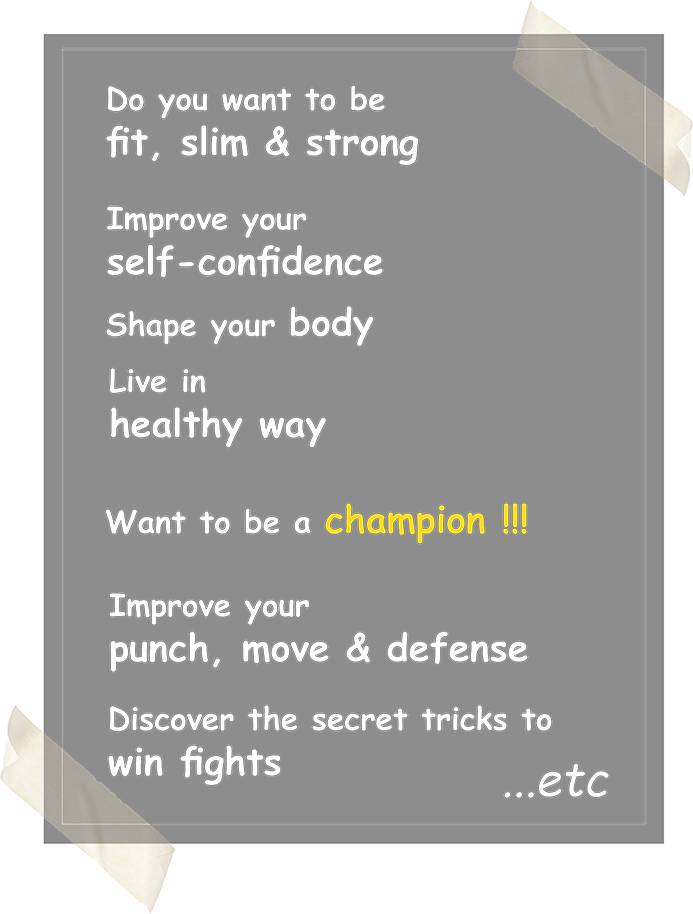 Do you want to be
fit, slim & strong
Improve your
self-confidence
Shape your body
Live in
healthy way
Want to be a champion !!!
Improve your
punch, move & defense
Discover the secret tricks to
win fights
...etc